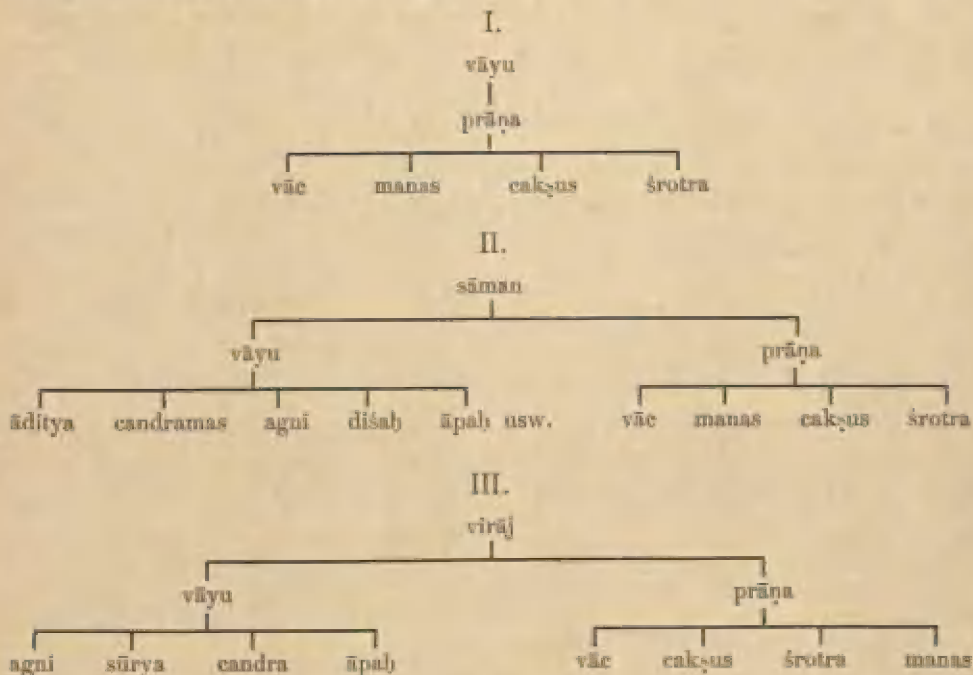 I.
vāyu
prāṇa
vāc manas cakṣus śrotra
II.
sāman
vāyu prāṇa
āditya candramas agni diśaḥ āpaḥ usw. vāc manas cakṣus śrotra
III.
virāj
vāyu prāṇa
agni sūrya candra āpaḥ vāc cakṣus śrotra manas